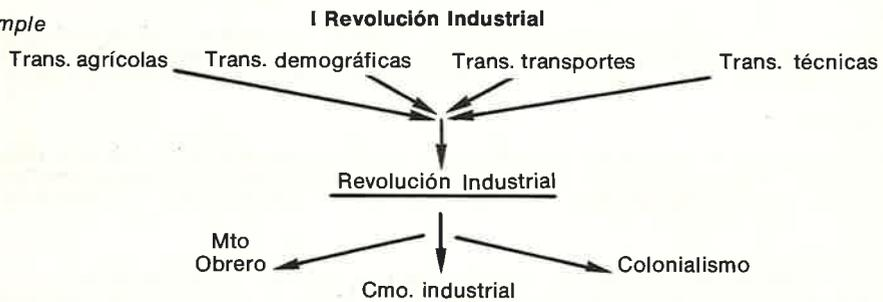 mple
I Revolución Industrial
Trans. agrícolas Trans. demográficas Trans. transportes Trans. técnicas
Revolución Industrial
Mto
Obrero
Colonialismo
Cmo. industrial